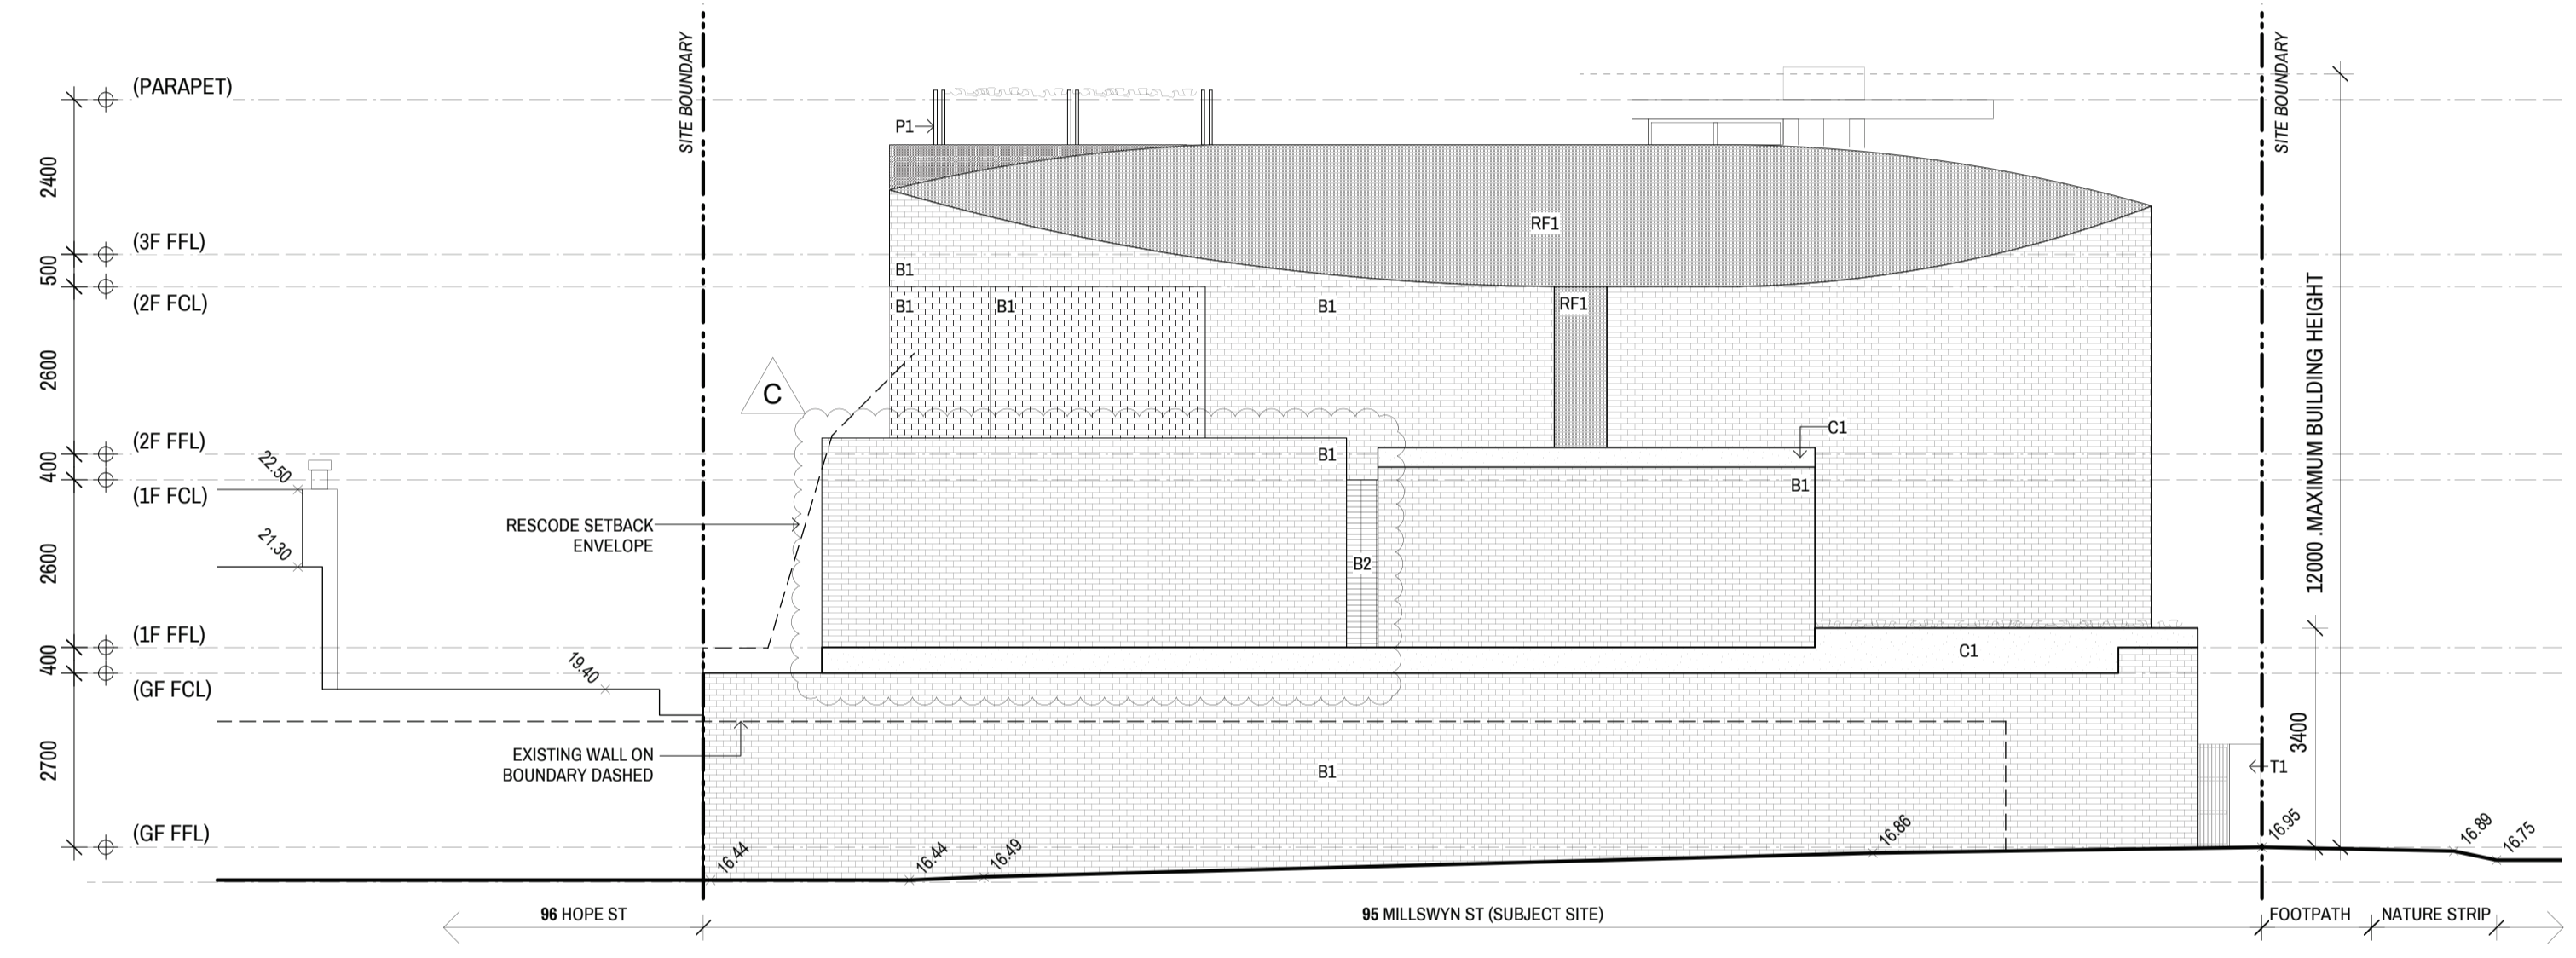 (PARAPET)
2400
(3F FFL)
500
(2F FCL)
2600
(2F FFL)
400
(1F FCL)
2600
(1F FFL)
400
(GF FCL)
2700
(GF FFL)
22.50
21.30
19.40
SITE BOUNDARY
SITE BOUNDARY
P1
RF1
B1
B1
B1
B1
RF1
C
C1
B1
B1
RESCODE SETBACK
ENVELOPE
B2
C1
EXISTING WALL ON
BOUNDARY DASHED
B1
T1
12000 .MAXIMUM BUILDING HEIGHT
3400
16.44
16.44
16.49
16.86
16.95
16.89
16.75
96 HOPE ST
95 MILLSWYN ST (SUBJECT SITE)
FOOTPATH
NATURE STRIP